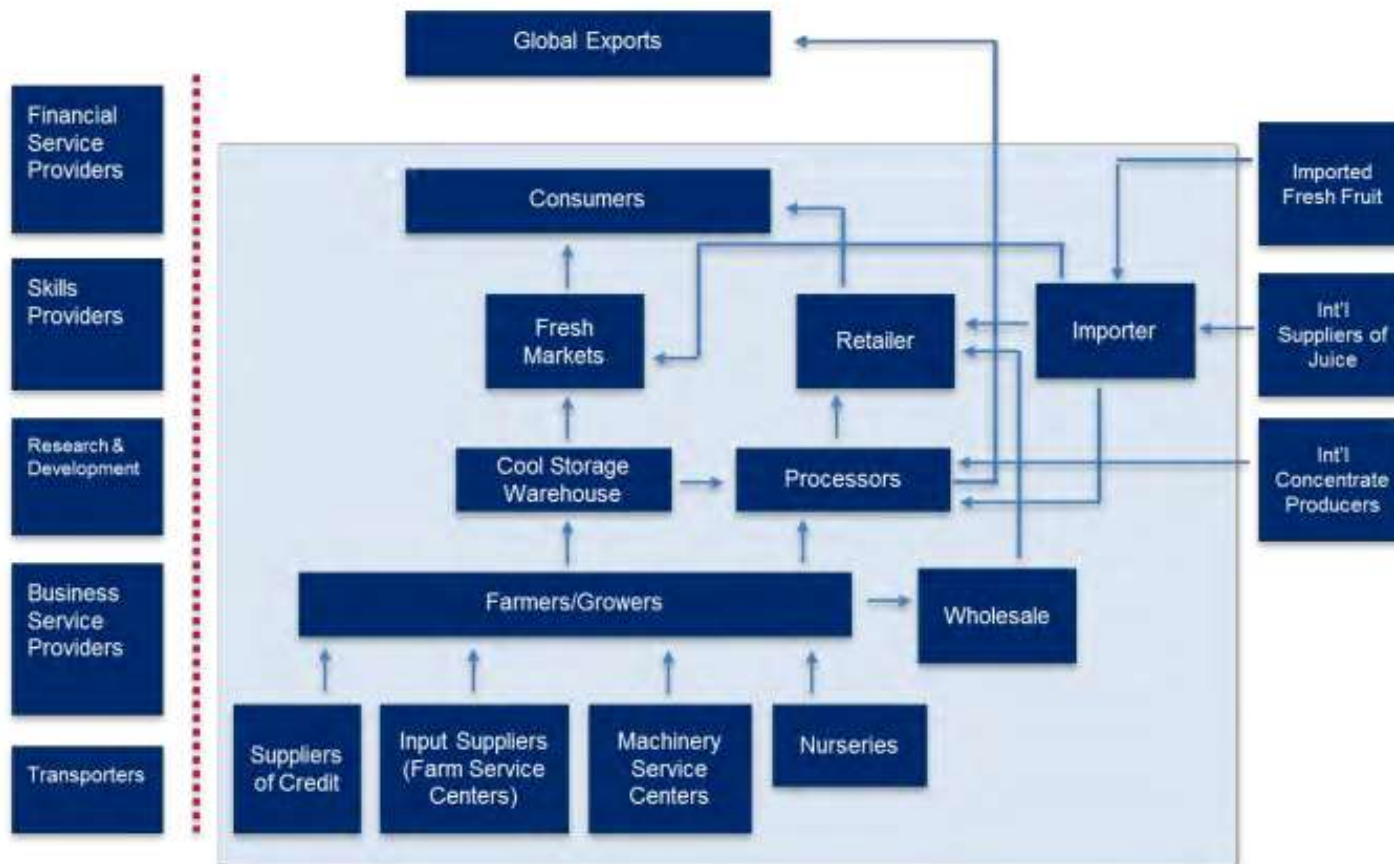 Global Exports
Financial
Service
Providers
Skills
Providers
Research &
Development
Business
Service
Providers
Transporters
Consumers
Fresh
Markets
Retailer
Importer
Cool Storage
Warehouse
Processors
Farmers/Growers
Wholesale
Suppliers
of Credit
Input Suppliers
(Farm Service
Centers)
Machinery
Service
Centers
Nurseries
Imported
Fresh Fruit
Int'l
Suppliers of
Juice
Int'l
Concentrate
Producers